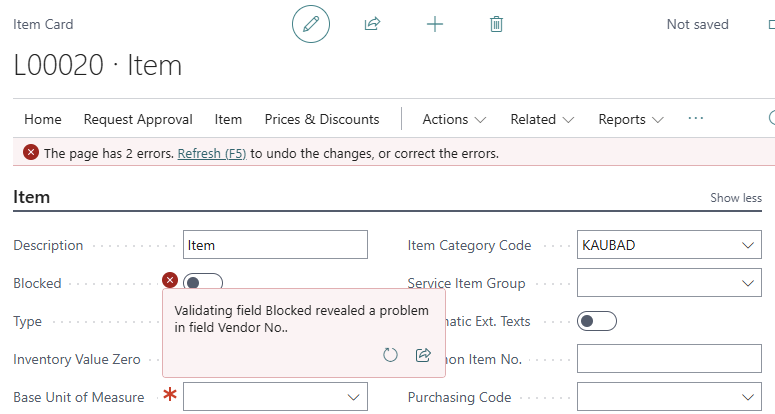 Item Card
Not saved
L00020 · Item
Home Request Approval Item Prices & Discounts Actions Related Reports ...
The page has 2 errors. Refresh (F5) to undo the changes, or correct the errors.
Item
Show less
Description Item
Item Category Code KAUBAD
Blocked
Service Item Group
Validating field Blocked revealed a problem
in field Vendor No..
Type
matic Ext. Texts
Inventory Value Zero
on Item No.
Base Unit of Measure *
Purchasing Code